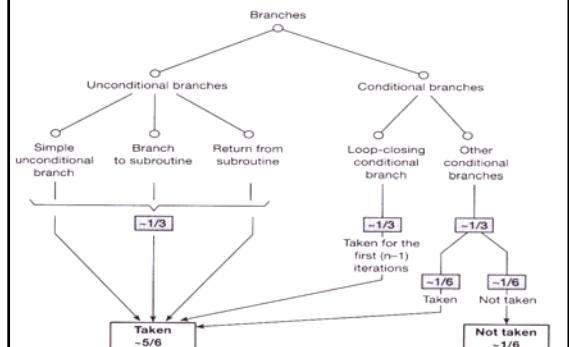 Branches
Unconditional branches
Conditional branches
Simple
unconditional
branch
Branch
to subroutine
Return from
subroutine
Loop-closing
conditional
branch
Other
conditional
branches
~1/3
~1/3
~1/3
Taken for the
first (n–1)
iterations
~1/6
~1/6
Taken
Not taken
Taken
~5/6
Not taken
~1/6